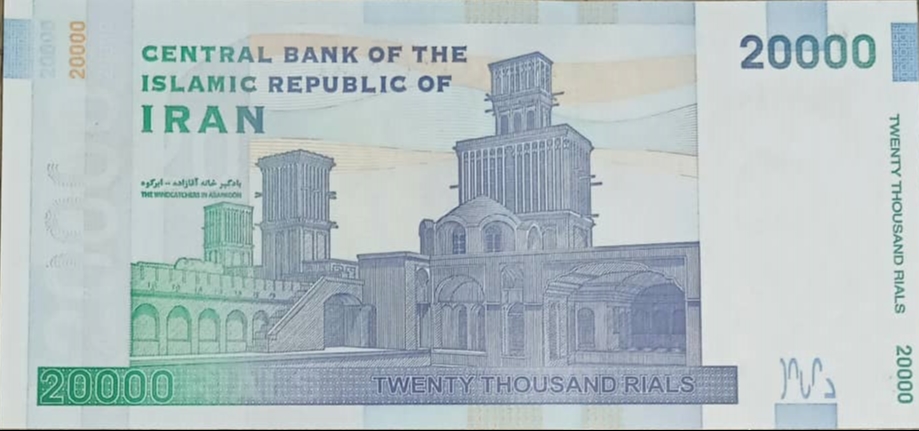 20000
20000
CENTRAL BANK OF THE
ISLAMIC REPUBLIC OF
IRAN
20000
بادگیر خانه آقازاده - ابرکوه
THE WINDCATCHERS IN ABARKOOH
TWENTY THOUSAND RIALS
20000
20000
TWENTY THOUSAND RIALS